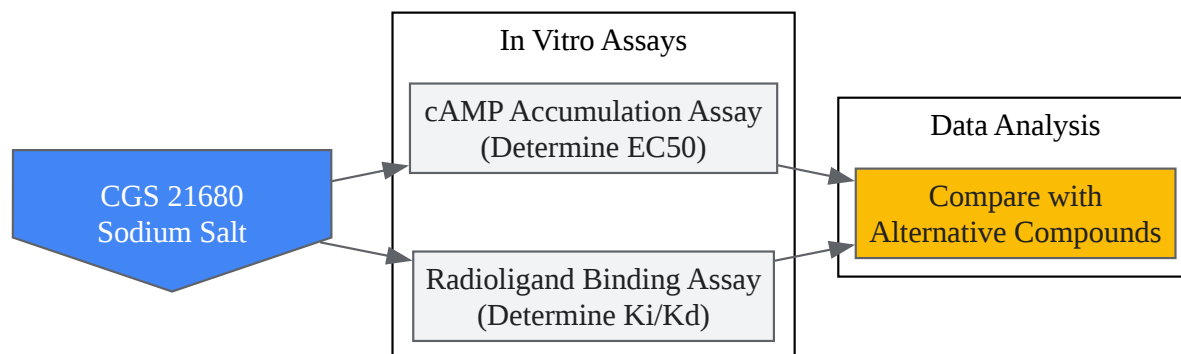 In Vitro Assays
cAMP Accumulation Assay
(Determine EC50)
Data Analysis
CGS 21680
Sodium Salt
Compare with
Alternative Compounds
Radioligand Binding Assay
(Determine Ki/Kd)